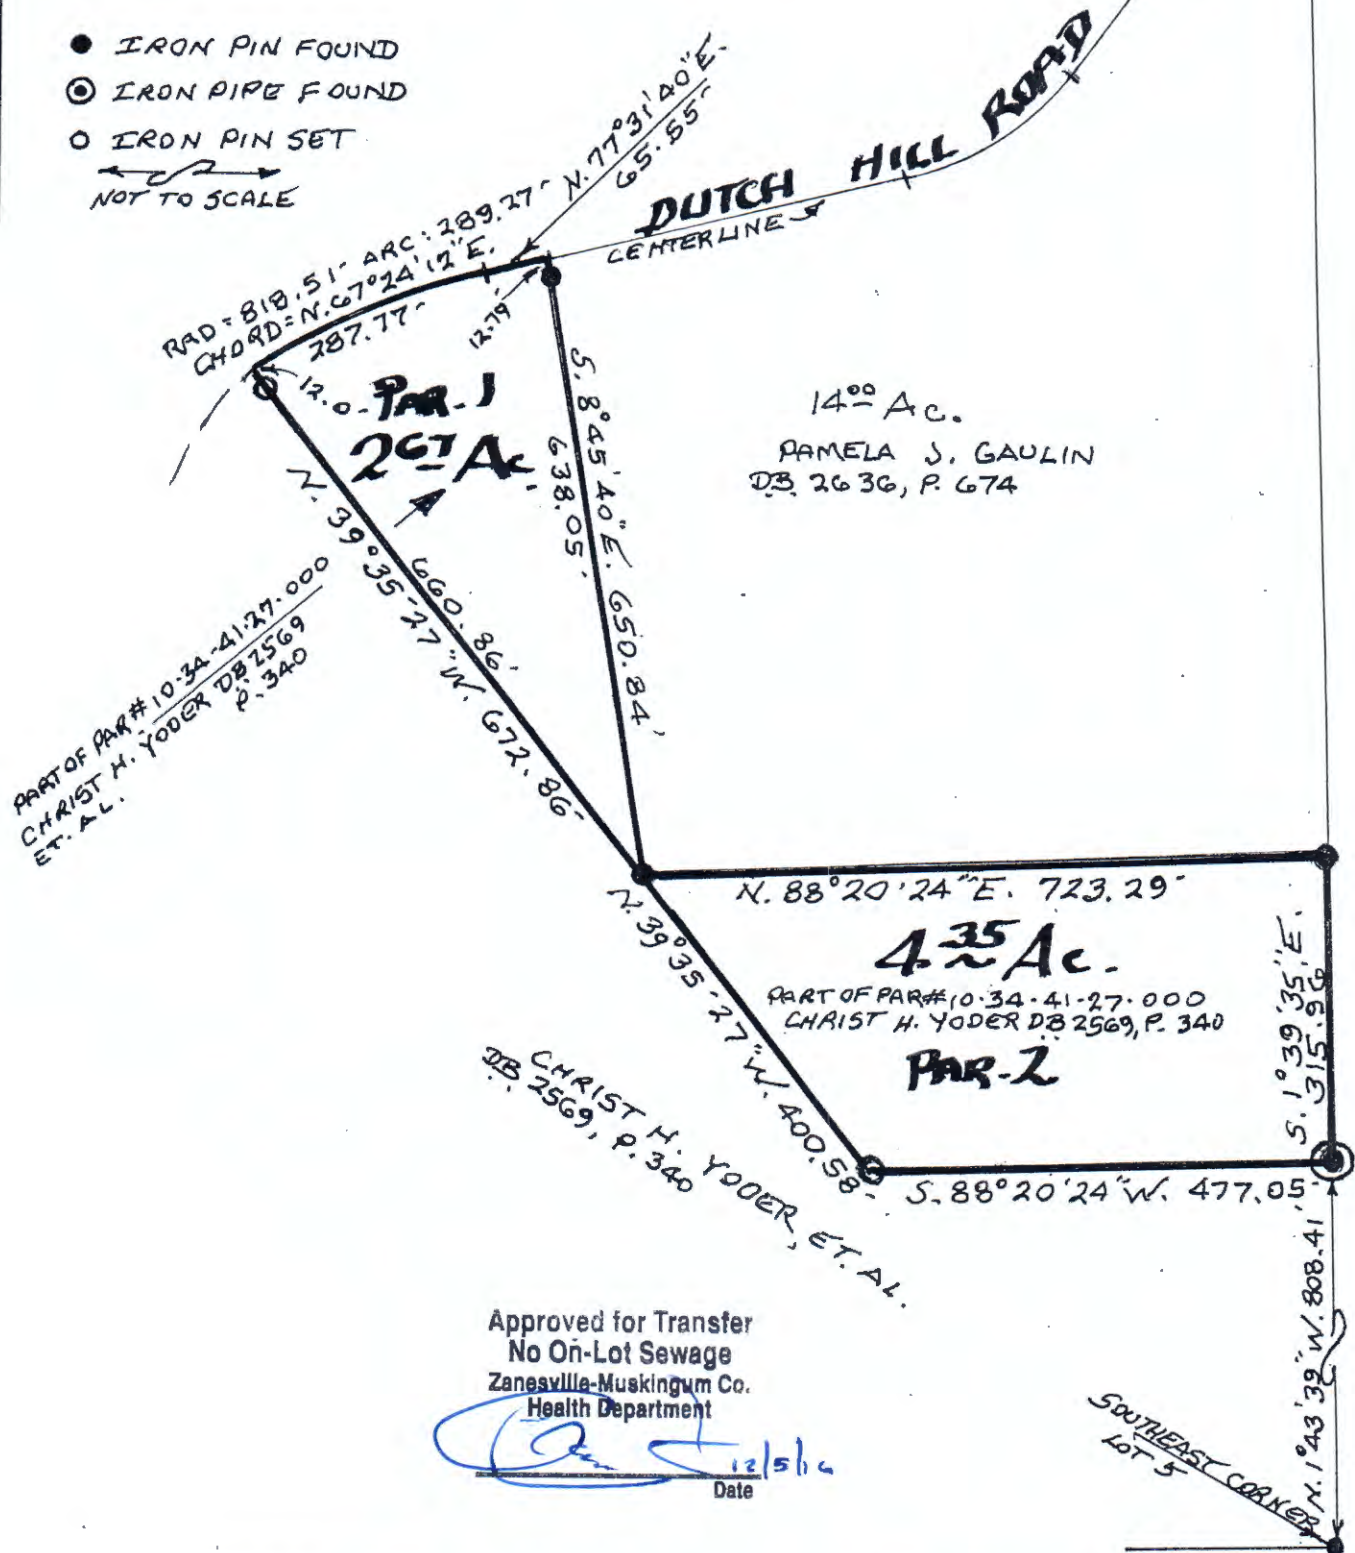 IRON PIN FOUND
IRON PIPE FOUND
O IRON PIN SET
NOT TO SCALE
N. 77°31'40"E.
65.55'
DUTCH HILL ROAD
CENTERLINE
RAD = 818.51' ARC: 289.27'
CHORD = N. 67°24'12"E.
287.77'
12.79'
12.0
PAR-1
2 67 Ac.
S. 8°45'40"E. 650.84'
638.05'
14 00 Ac.
PAMELA J. GAULIN
D.B. 2636, P. 674
N. 39°35'27"W. 672.86'
660.86'
PART OF PAR# 10-34-41-27-000
CHRIST H. YODER DB 2569
ET. AL. P. 340
N. 88°20'24"E. 723.29'
4. 35 Ac.
PART OF PAR# 10-34-41-27-000
CHRIST H. YODER DB 2569, P. 340
PAR-2
S. 1°39'35"E.
315.96
N. 39°35'27"W. 400.58'
S. 88°20'24"W. 477.05'
CHRIST H. YODER, ET. AL.
D.B. 2569, P. 340
N. 1°43'39"W. 808.41'
SOUTHEAST CORNER
LOT 5
Approved for Transfer
No On-Lot Sewage
Zanesville-Muskingum Co.
Health Department
12/5/16
Date